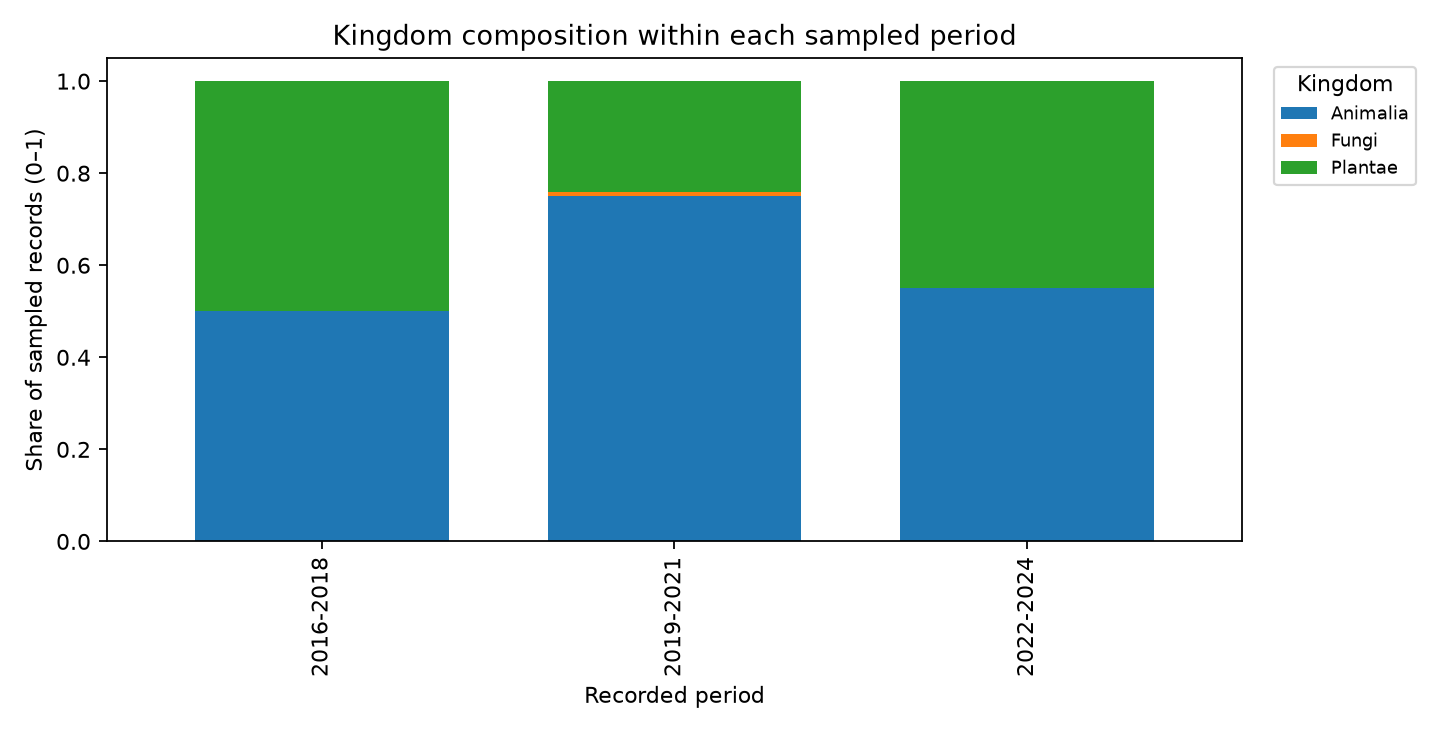 Kingdom composition within each sampled period
Share of sampled records (0–1)
1.0
0.8
0.6
0.4
0.2
0.0
2016-2018
2019-2021
2022-2024
Recorded period
Kingdom
Animalia
Fungi
Plantae